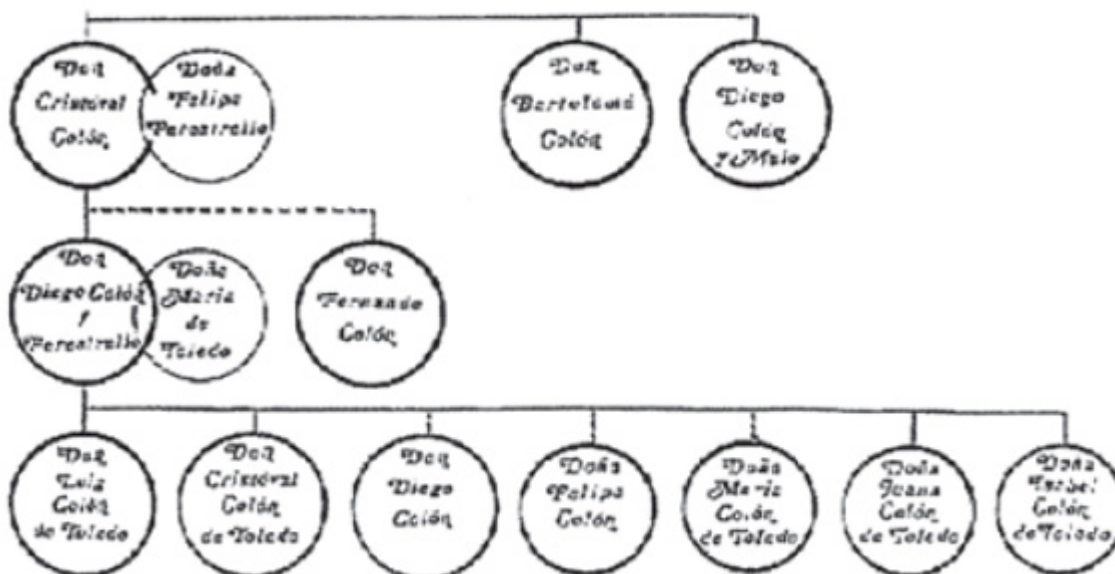 Don
Cristóval
Colón
Doña
Felipa
Perestrello
Don
Bartolomé
Colón
Don
Diego
Colón
y Malo
Don
Diego Colón
y
Perestrello
Doña
María
de
Toledo
Don
Fernando
Colón
Don
Luis
Colón
de Toledo
Don
Cristóval
Colón
de Toledo
Don
Diego
Colón
Doña
Felipa
Colón
Doña
María
Colón
de Toledo
Doña
Juana
Colón
de Toledo
Doña
Isabel
Colón
de Toledo